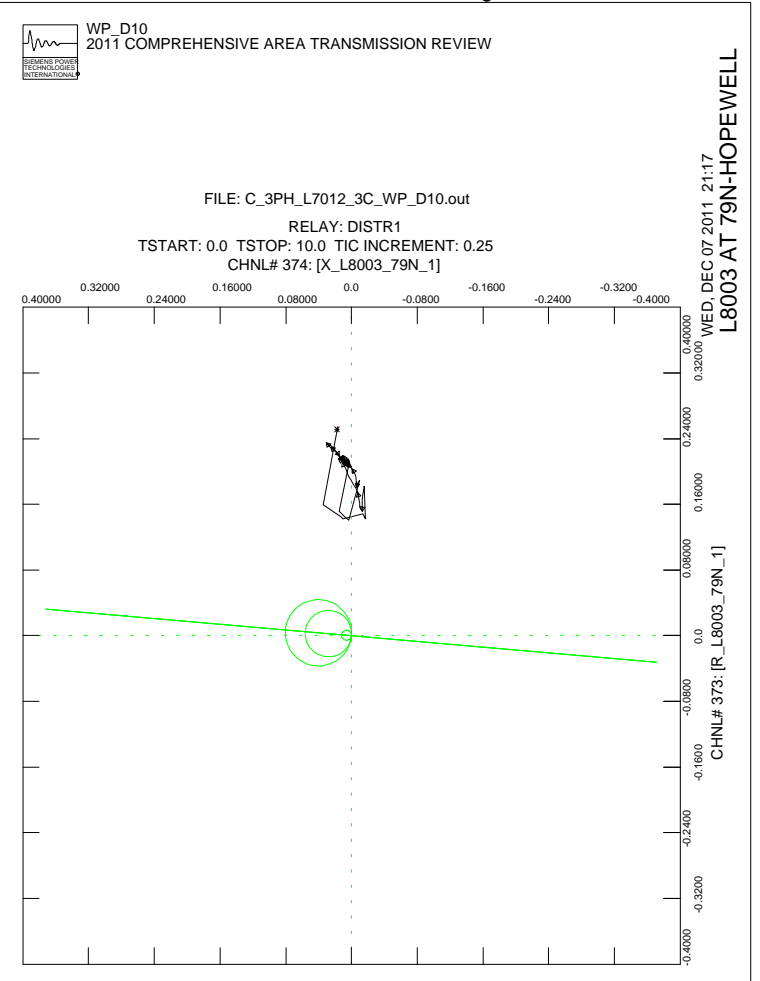 WP_D10
2011 COMPREHENSIVE AREA TRANSMISSION REVIEW
SIEMENS POWER
TECHNOLOGIES
INTERNATIONAL
FILE: C_3PH_L7012_3C_WP_D10.out
RELAY: DISTR1
TSTART: 0.0 TSTOP: 10.0 TIC INCREMENT: 0.25
CHNL# 374: [X_L8003_79N_1]
0.40000 0.32000 0.24000 0.16000 0.08000 0.0 -0.0800 -0.1600 -0.2400 -0.3200 -0.4000
WED, DEC 07 2011 21:17
L8003 AT 79N-HOPEWELL
0.40000
0.32000
0.24000
0.16000
0.08000
0.0
-0.0800
-0.1600
-0.2400
-0.3200
-0.4000
CHNL# 373: [R_L8003_79N_1]